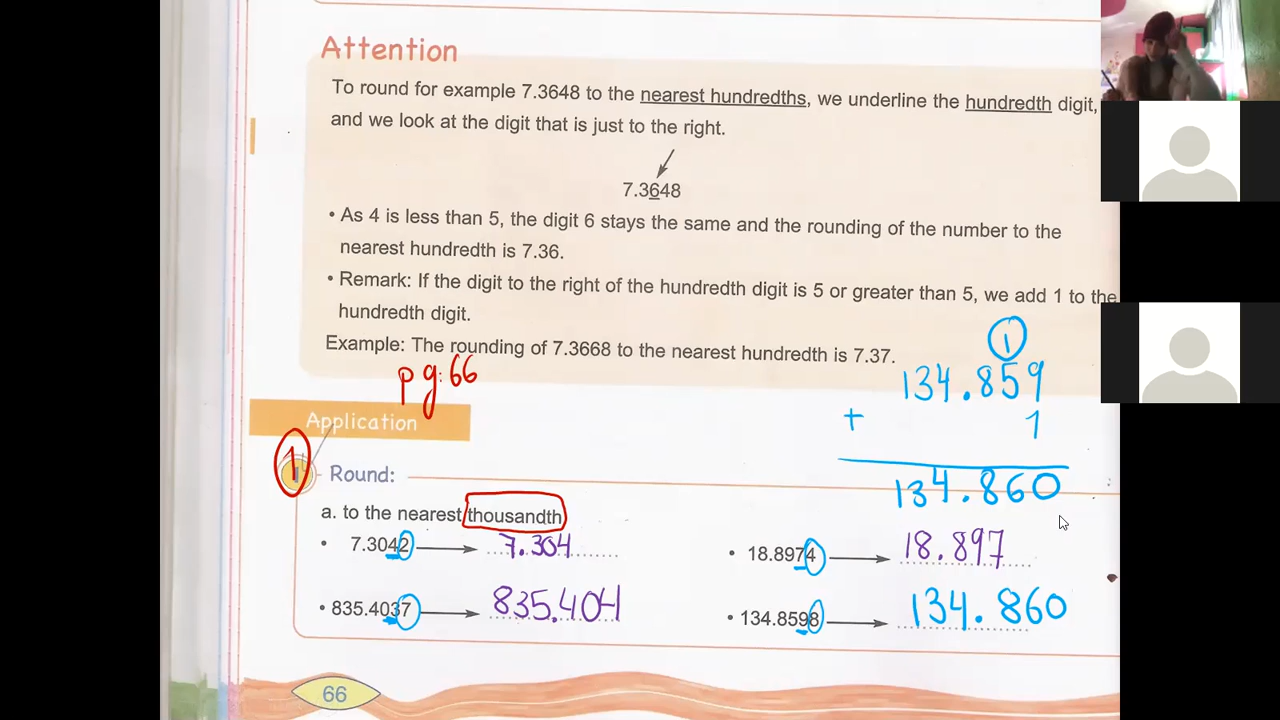 Attention
To round for example 7.3648 to the nearest hundredths, we underline the hundredth digit,
and we look at the digit that is just to the right.
7.3648
• As 4 is less than 5, the digit 6 stays the same and the rounding of the number to the
nearest hundredth is 7.36.
• Remark: If the digit to the right of the hundredth digit is 5 or greater than 5, we add 1 to the
hundredth digit.
Example: The rounding of 7.3668 to the nearest hundredth is 7.37.
pg:66
1
134.859
+ 1
134.860
Application
1 Round:
a. to the nearest thousandth
• 7.3042 → 7.304
• 18.8974 → 18.897
• 835.4037 → 835.404
• 134.8598 → 134.860
66